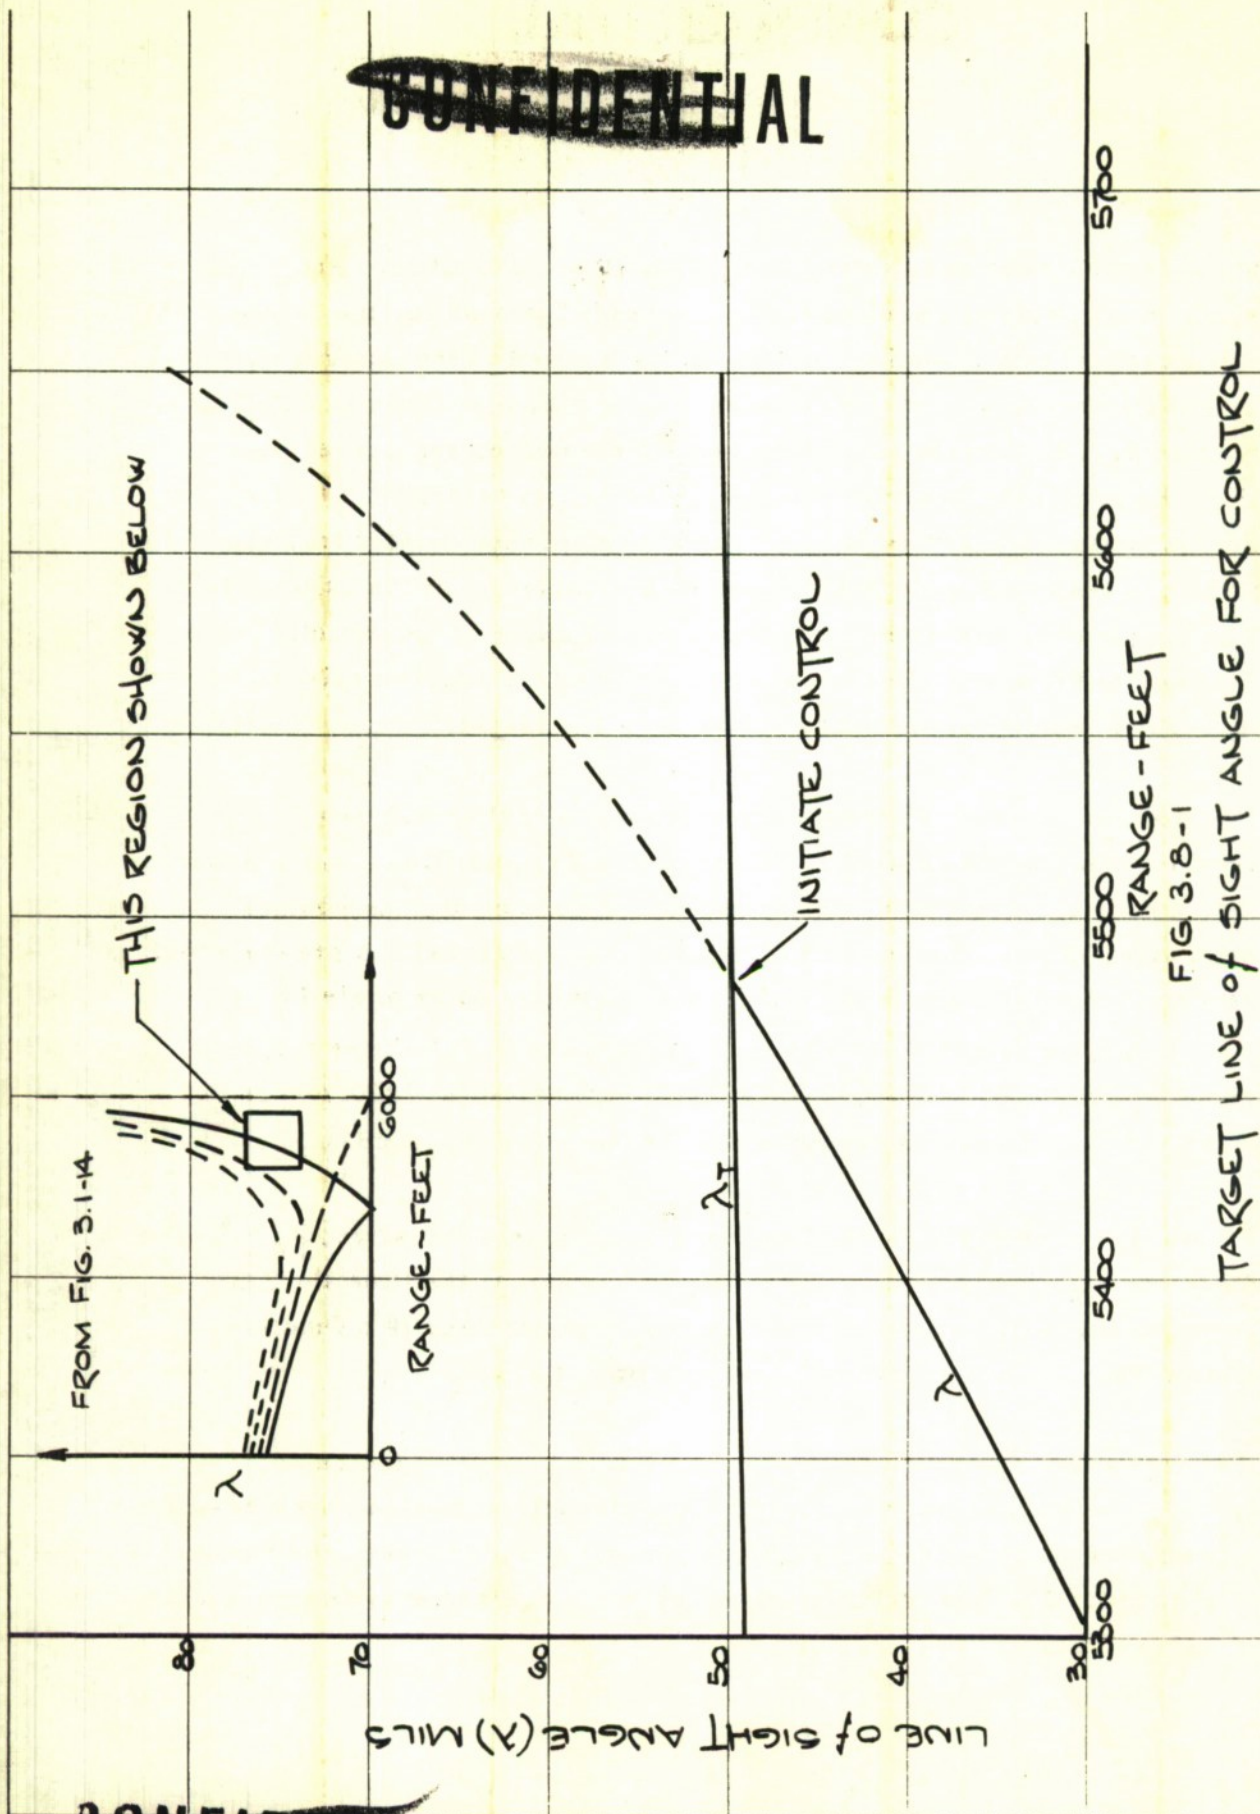 CONFIDENTIAL
FROM FIG. 3.1-14
THIS REGION SHOWN BELOW
λ
0
6000
RANGE~FEET
80
70
60
50
40
30
LINE of SIGHT ANGLE (λ) MILS
λT
λ
INITIATE CONTROL
5300
5400
5500
5600
5700
RANGE-FEET
FIG. 3.8-1
TARGET LINE of SIGHT ANGLE FOR CONTROL